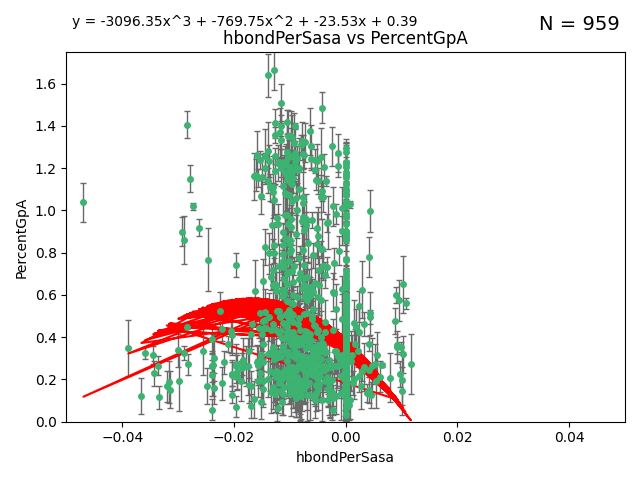 y = -3096.35x^3 + -769.75x^2 + -23.53x + 0.39
N = 959
hbondPerSasa vs PercentGpA
PercentGpA
1.6
1.4
1.2
1.0
0.8
0.6
0.4
0.2
0.0
−0.04 −0.02 0.00 0.02 0.04
hbondPerSasa